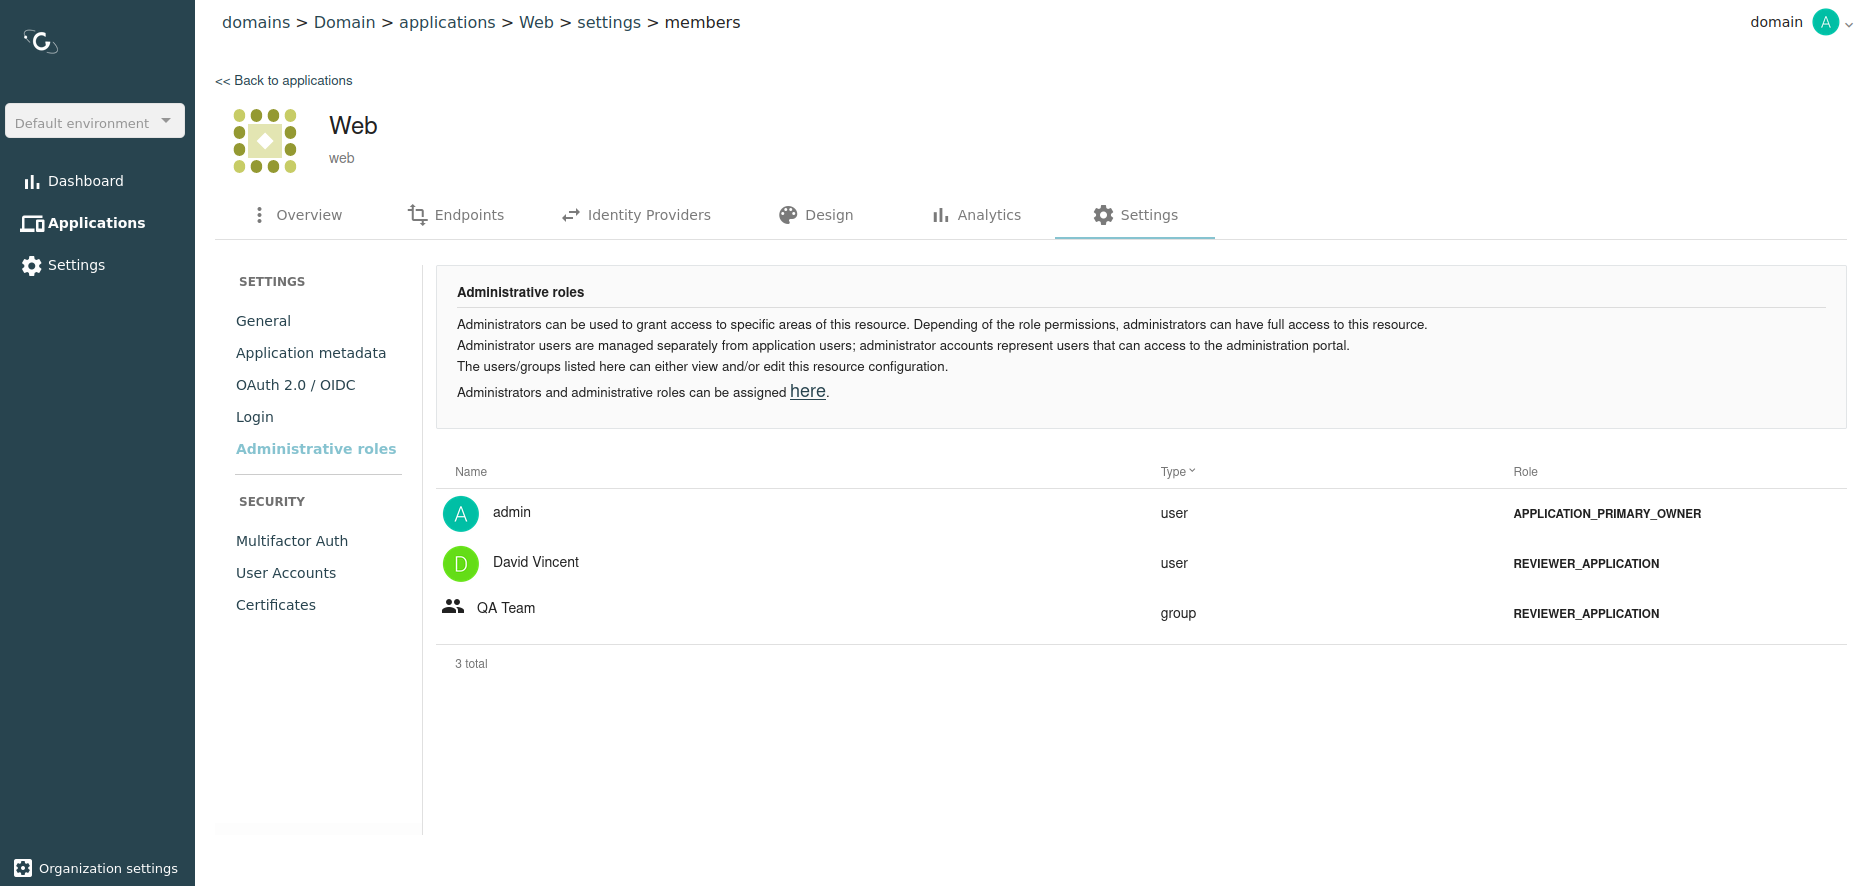 domains > Domain > applications > Web > settings > members
domain A
Default environment
Dashboard
Applications
Settings
Organization settings
<< Back to applications
Web
web
Overview
Endpoints
Identity Providers
Design
Analytics
Settings
SETTINGS
General
Application metadata
OAuth 2.0 / OIDC
Login
Administrative roles
SECURITY
Multifactor Auth
User Accounts
Certificates
Administrative roles
Administrators can be used to grant access to specific areas of this resource. Depending of the role permissions, administrators can have full access to this resource.
Administrator users are managed separately from application users; administrator accounts represent users that can access to the administration portal.
The users/groups listed here can either view and/or edit this resource configuration.
Administrators and administrative roles can be assigned here.
Name Type Role
A admin user APPLICATION_PRIMARY_OWNER
D David Vincent user REVIEWER_APPLICATION
QA Team group REVIEWER_APPLICATION
3 total